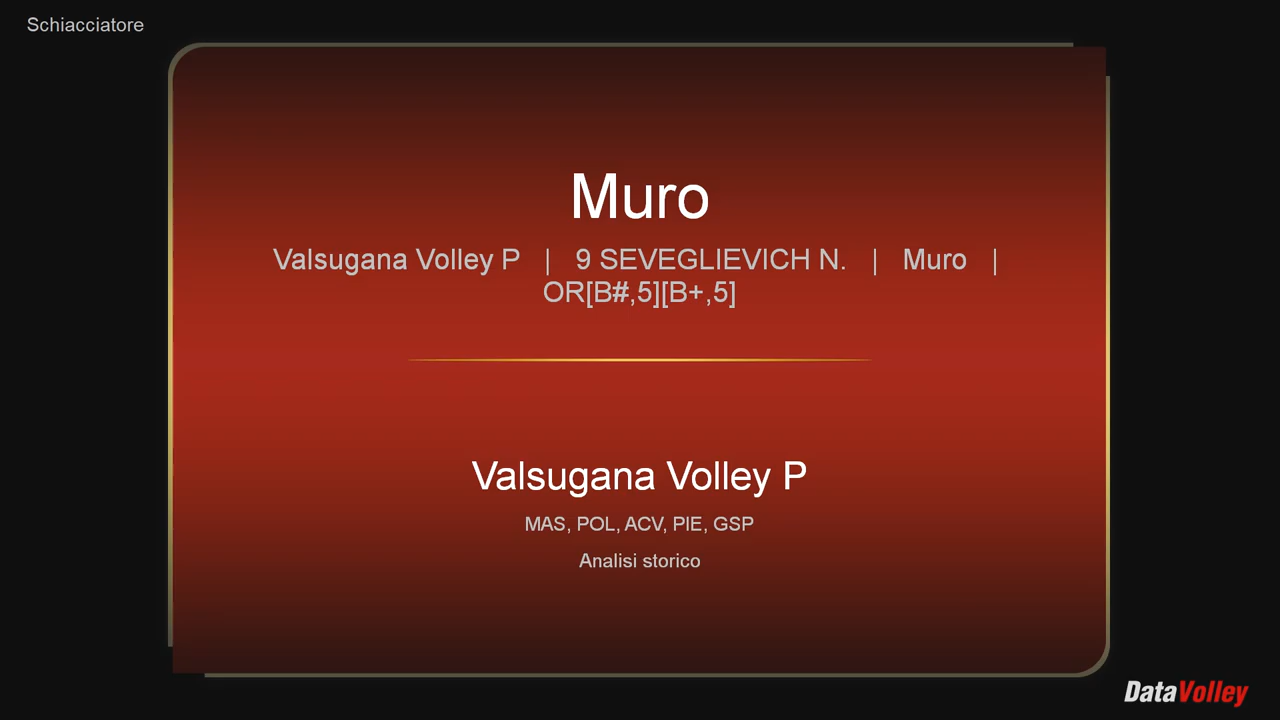 Schiacciatore
Muro
Valsugana Volley P | 9 SEVEGLIEVICH N. | Muro |
OR[B#,5][B+,5]
Valsugana Volley P
MAS, POL, ACV, PIE, GSP
Analisi storico
DataVolley